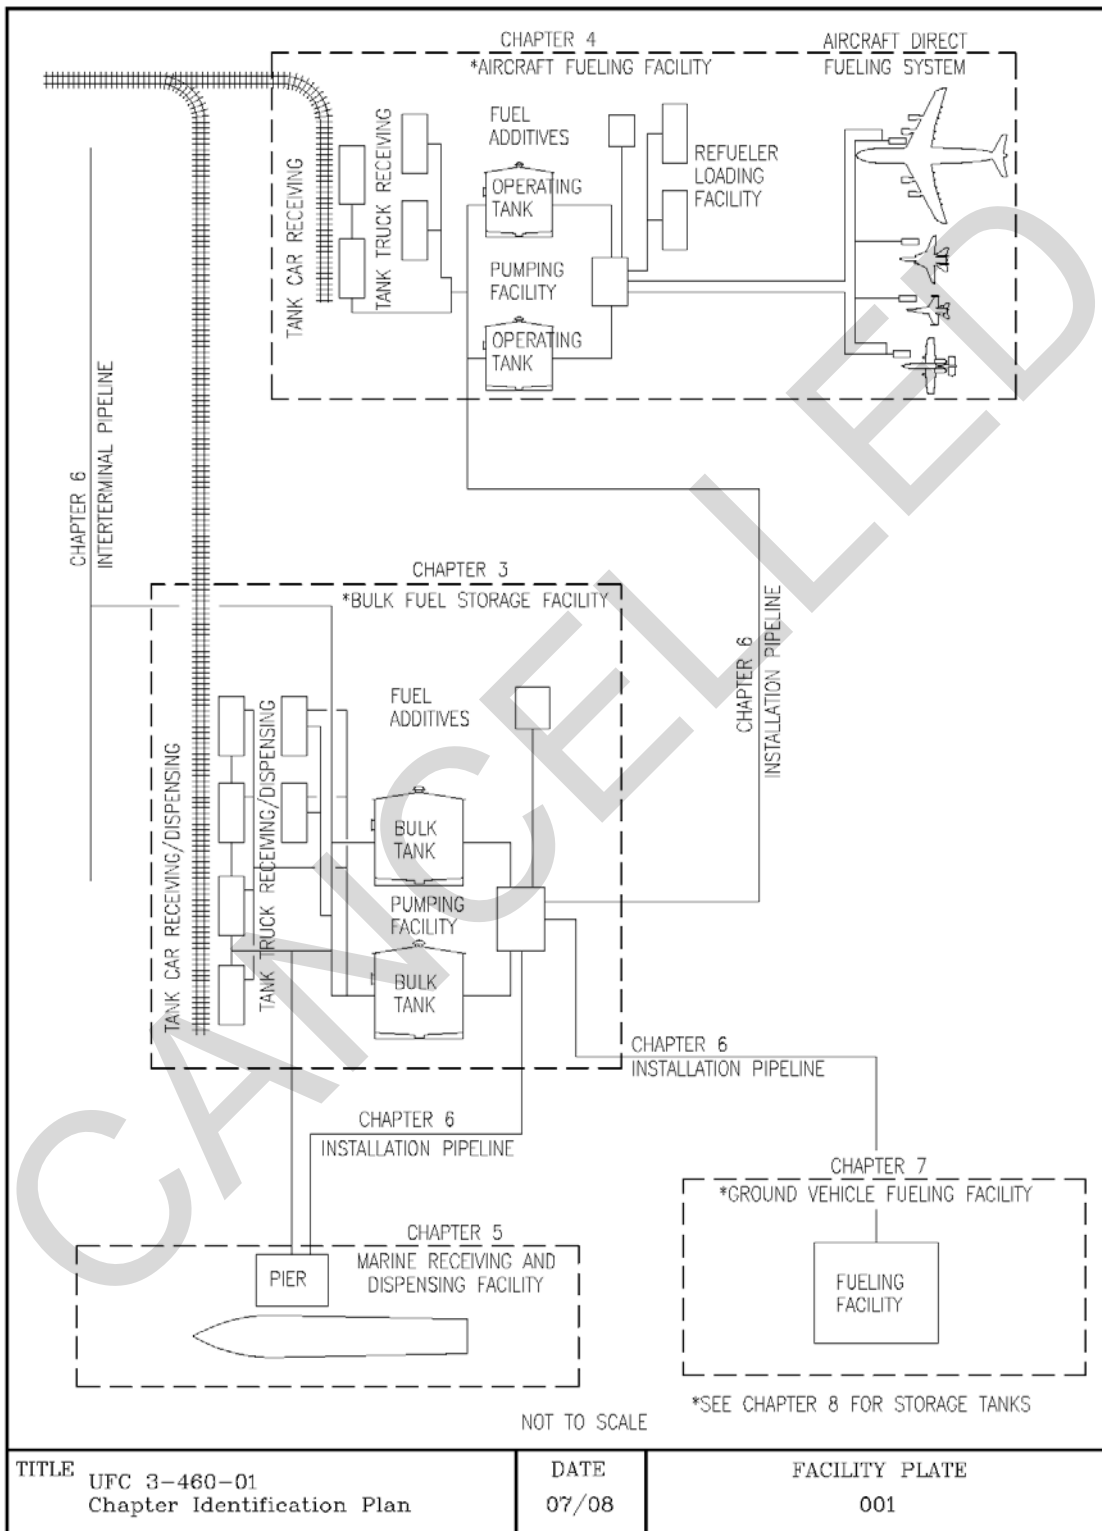 CHAPTER 4
*AIRCRAFT FUELING FACILITY
AIRCRAFT DIRECT
FUELING SYSTEM
TANK CAR RECEIVING
TANK TRUCK RECEIVING
FUEL
ADDITIVES
OPERATING
TANK
REFUELER
LOADING
FACILITY
PUMPING
FACILITY
OPERATING
TANK
CHAPTER 6
INTERTERMINAL PIPELINE
CHAPTER 3
*BULK FUEL STORAGE FACILITY
CHAPTER 6
INSTALLATION PIPELINE
TANK CAR RECEIVING/DISPENSING
TANK TRUCK RECEIVING/DISPENSING
FUEL
ADDITIVES
BULK
TANK
PUMPING
FACILITY
BULK
TANK
CHAPTER 6
INSTALLATION PIPELINE
CHAPTER 6
INSTALLATION PIPELINE
CHAPTER 7
*GROUND VEHICLE FUELING FACILITY
FUELING
FACILITY
CHAPTER 5
MARINE RECEIVING AND
DISPENSING FACILITY
PIER
*SEE CHAPTER 8 FOR STORAGE TANKS
NOT TO SCALE
CANCELLED
TITLE
UFC 3-460-01
Chapter Identification Plan
DATE
07/08
FACILITY PLATE
001